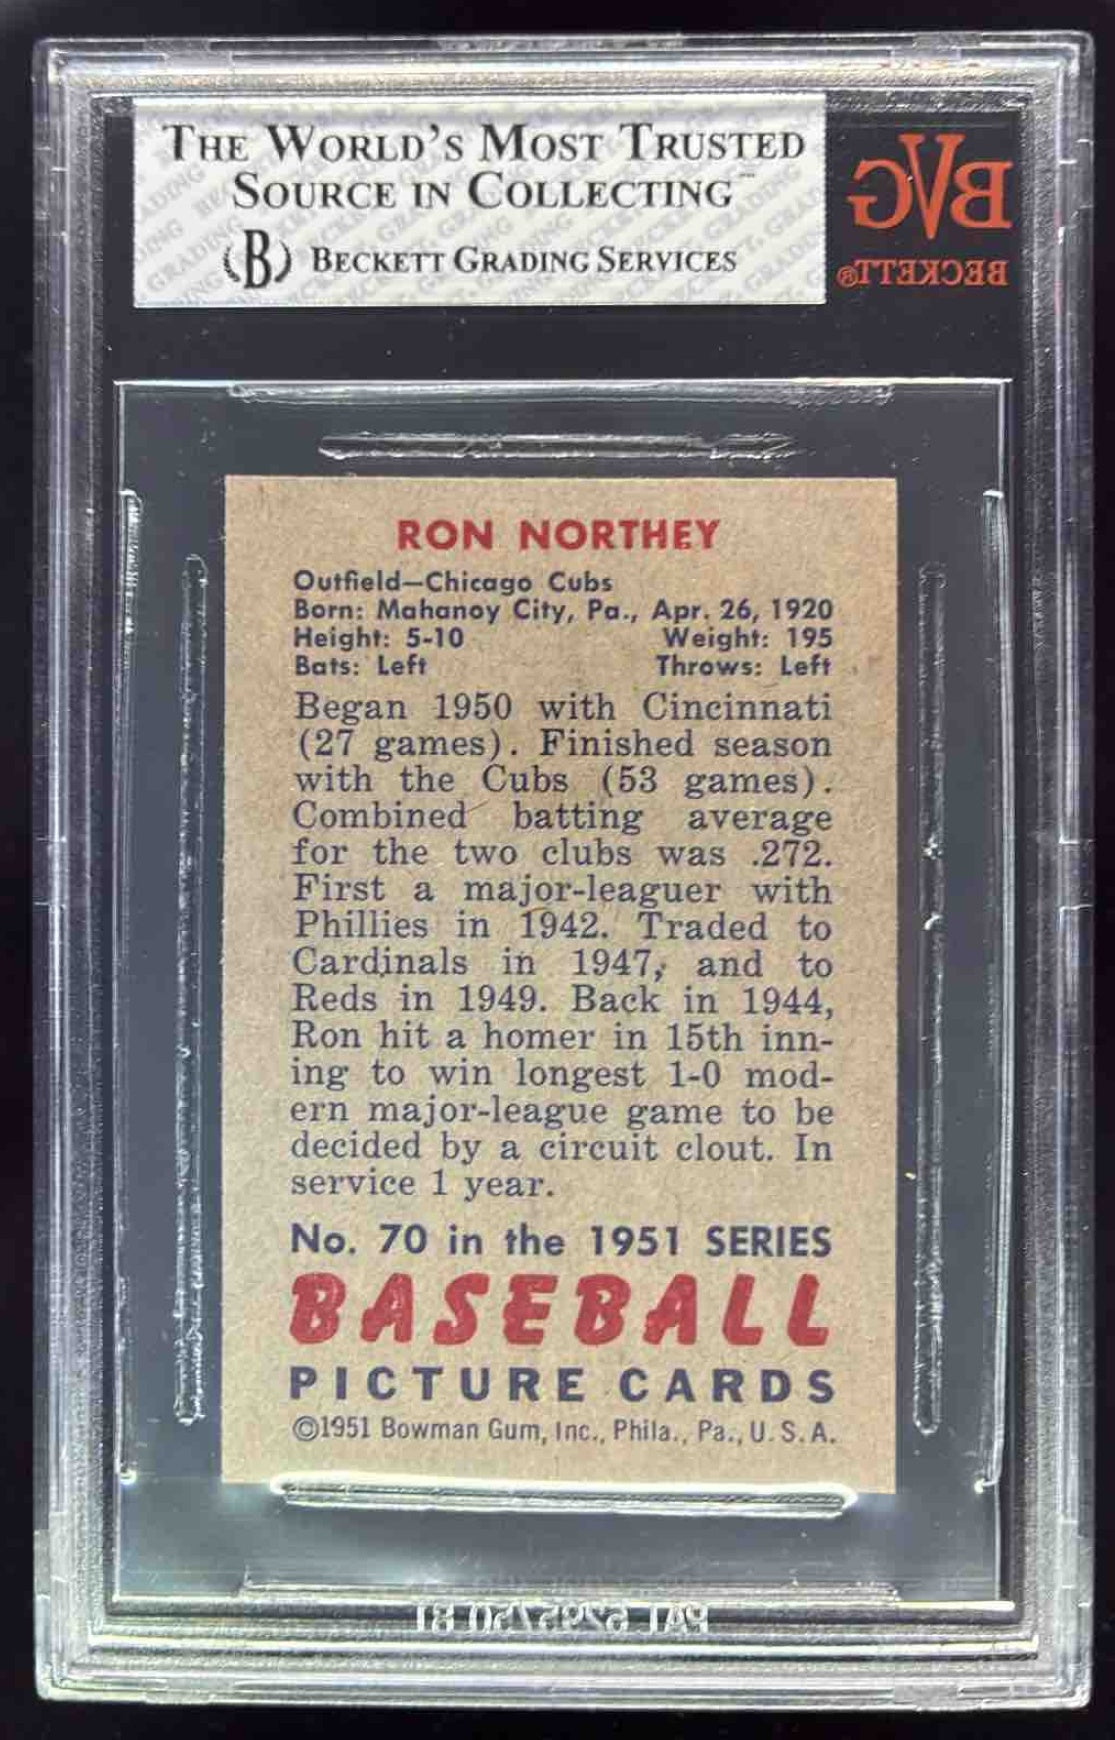 THE WORLD'S MOST TRUSTED
SOURCE IN COLLECTING™
(B) BECKETT GRADING SERVICES
BVG
BECKETT®
RON NORTHEY
Outfield—Chicago Cubs
Born: Mahanoy City, Pa., Apr. 26, 1920
Height: 5-10 Weight: 195
Bats: Left Throws: Left
Began 1950 with Cincinnati
(27 games). Finished season
with the Cubs (53 games).
Combined batting average
for the two clubs was .272.
First a major-leaguer with
Phillies in 1942. Traded to
Cardinals in 1947, and to
Reds in 1949. Back in 1944,
Ron hit a homer in 15th inn-
ing to win longest 1-0 mod-
ern major-league game to be
decided by a circuit clout. In
service 1 year.
No. 70 in the 1951 SERIES
BASEBALL
PICTURE CARDS
©1951 Bowman Gum, Inc., Phila., Pa., U.S.A.